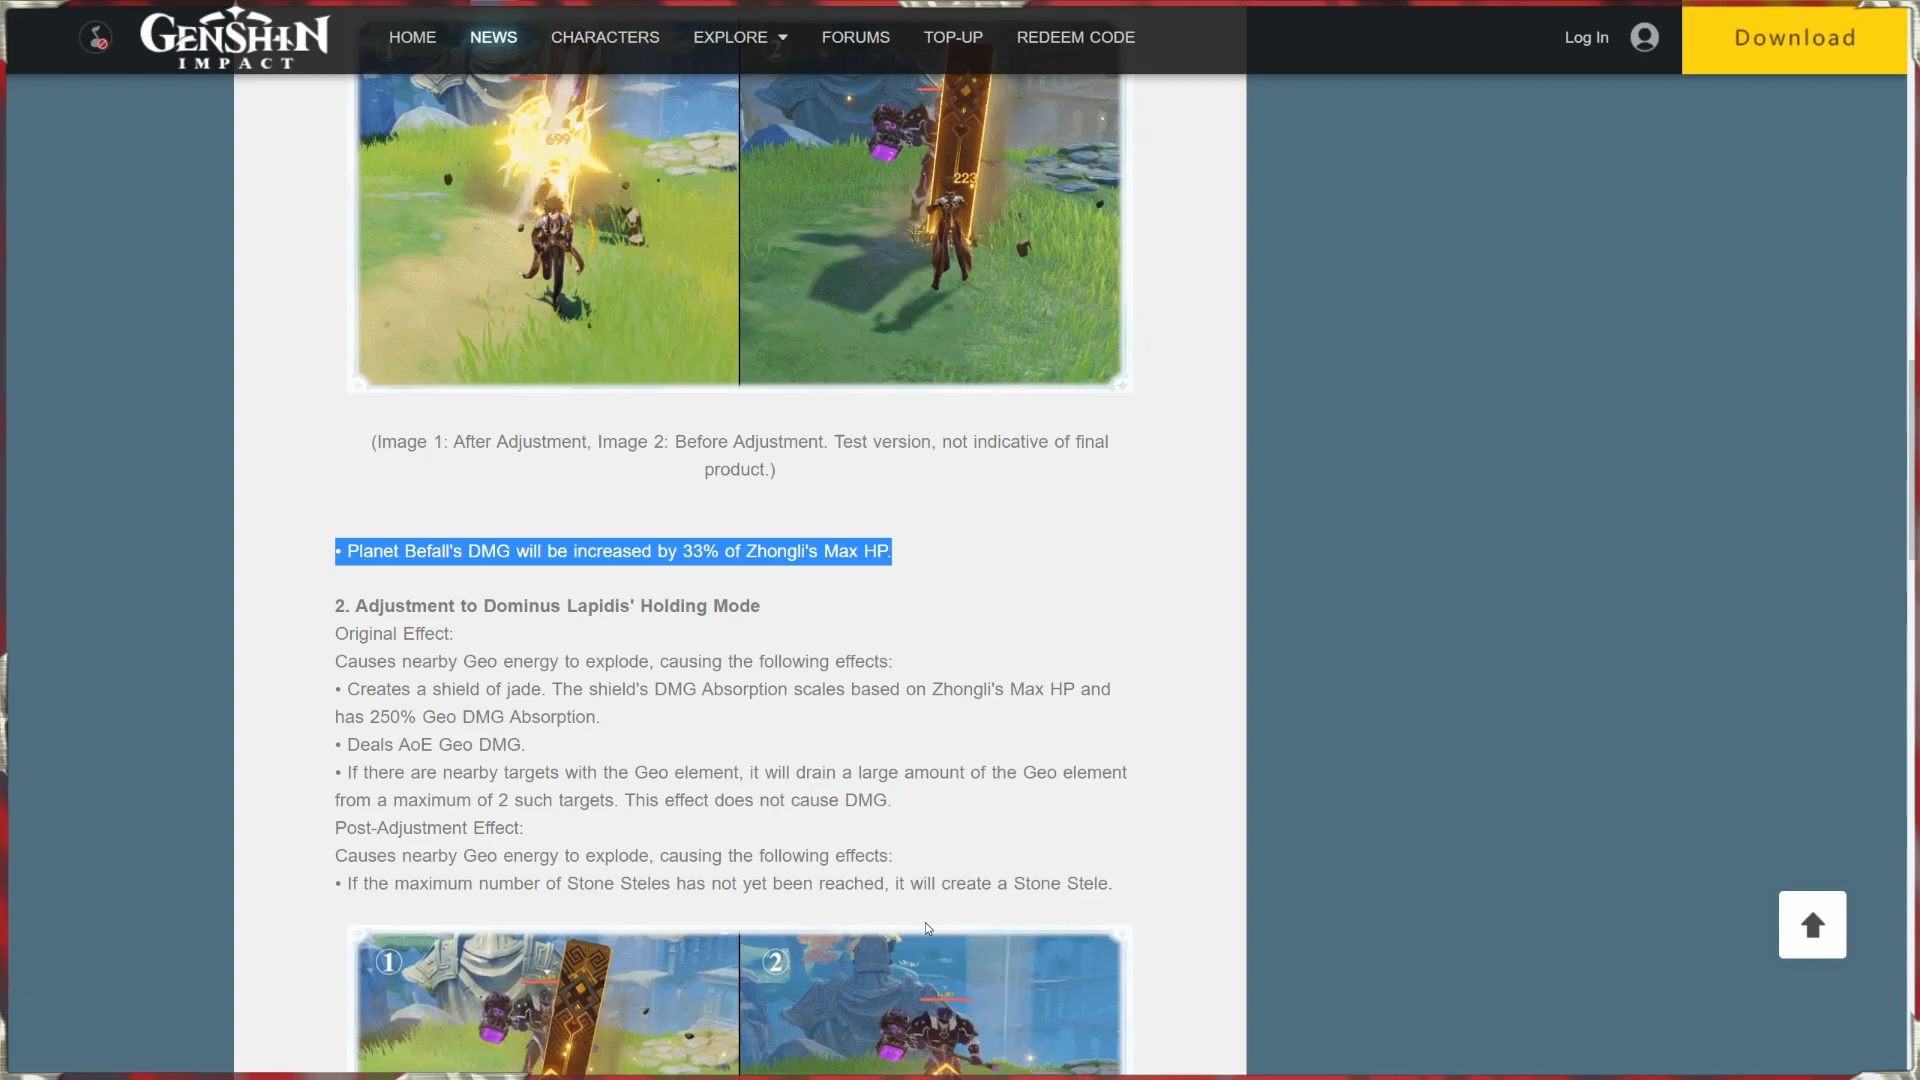 GENSHIN
IMPACT
HOME
NEWS
CHARACTERS
EXPLORE
FORUMS
TOP-UP
REDEEM CODE
Log In
Download
2
699
223
(Image 1: After Adjustment, Image 2: Before Adjustment. Test version, not indicative of final
product.)
• Planet Befall's DMG will be increased by 33% of Zhongli's Max HP.
2. Adjustment to Dominus Lapidis' Holding Mode
Original Effect:
Causes nearby Geo energy to explode, causing the following effects:
• Creates a shield of jade. The shield's DMG Absorption scales based on Zhongli's Max HP and
has 250% Geo DMG Absorption.
• Deals AoE Geo DMG.
• If there are nearby targets with the Geo element, it will drain a large amount of the Geo element
from a maximum of 2 such targets. This effect does not cause DMG.
Post-Adjustment Effect:
Causes nearby Geo energy to explode, causing the following effects:
• If the maximum number of Stone Steles has not yet been reached, it will create a Stone Stele.
1
2